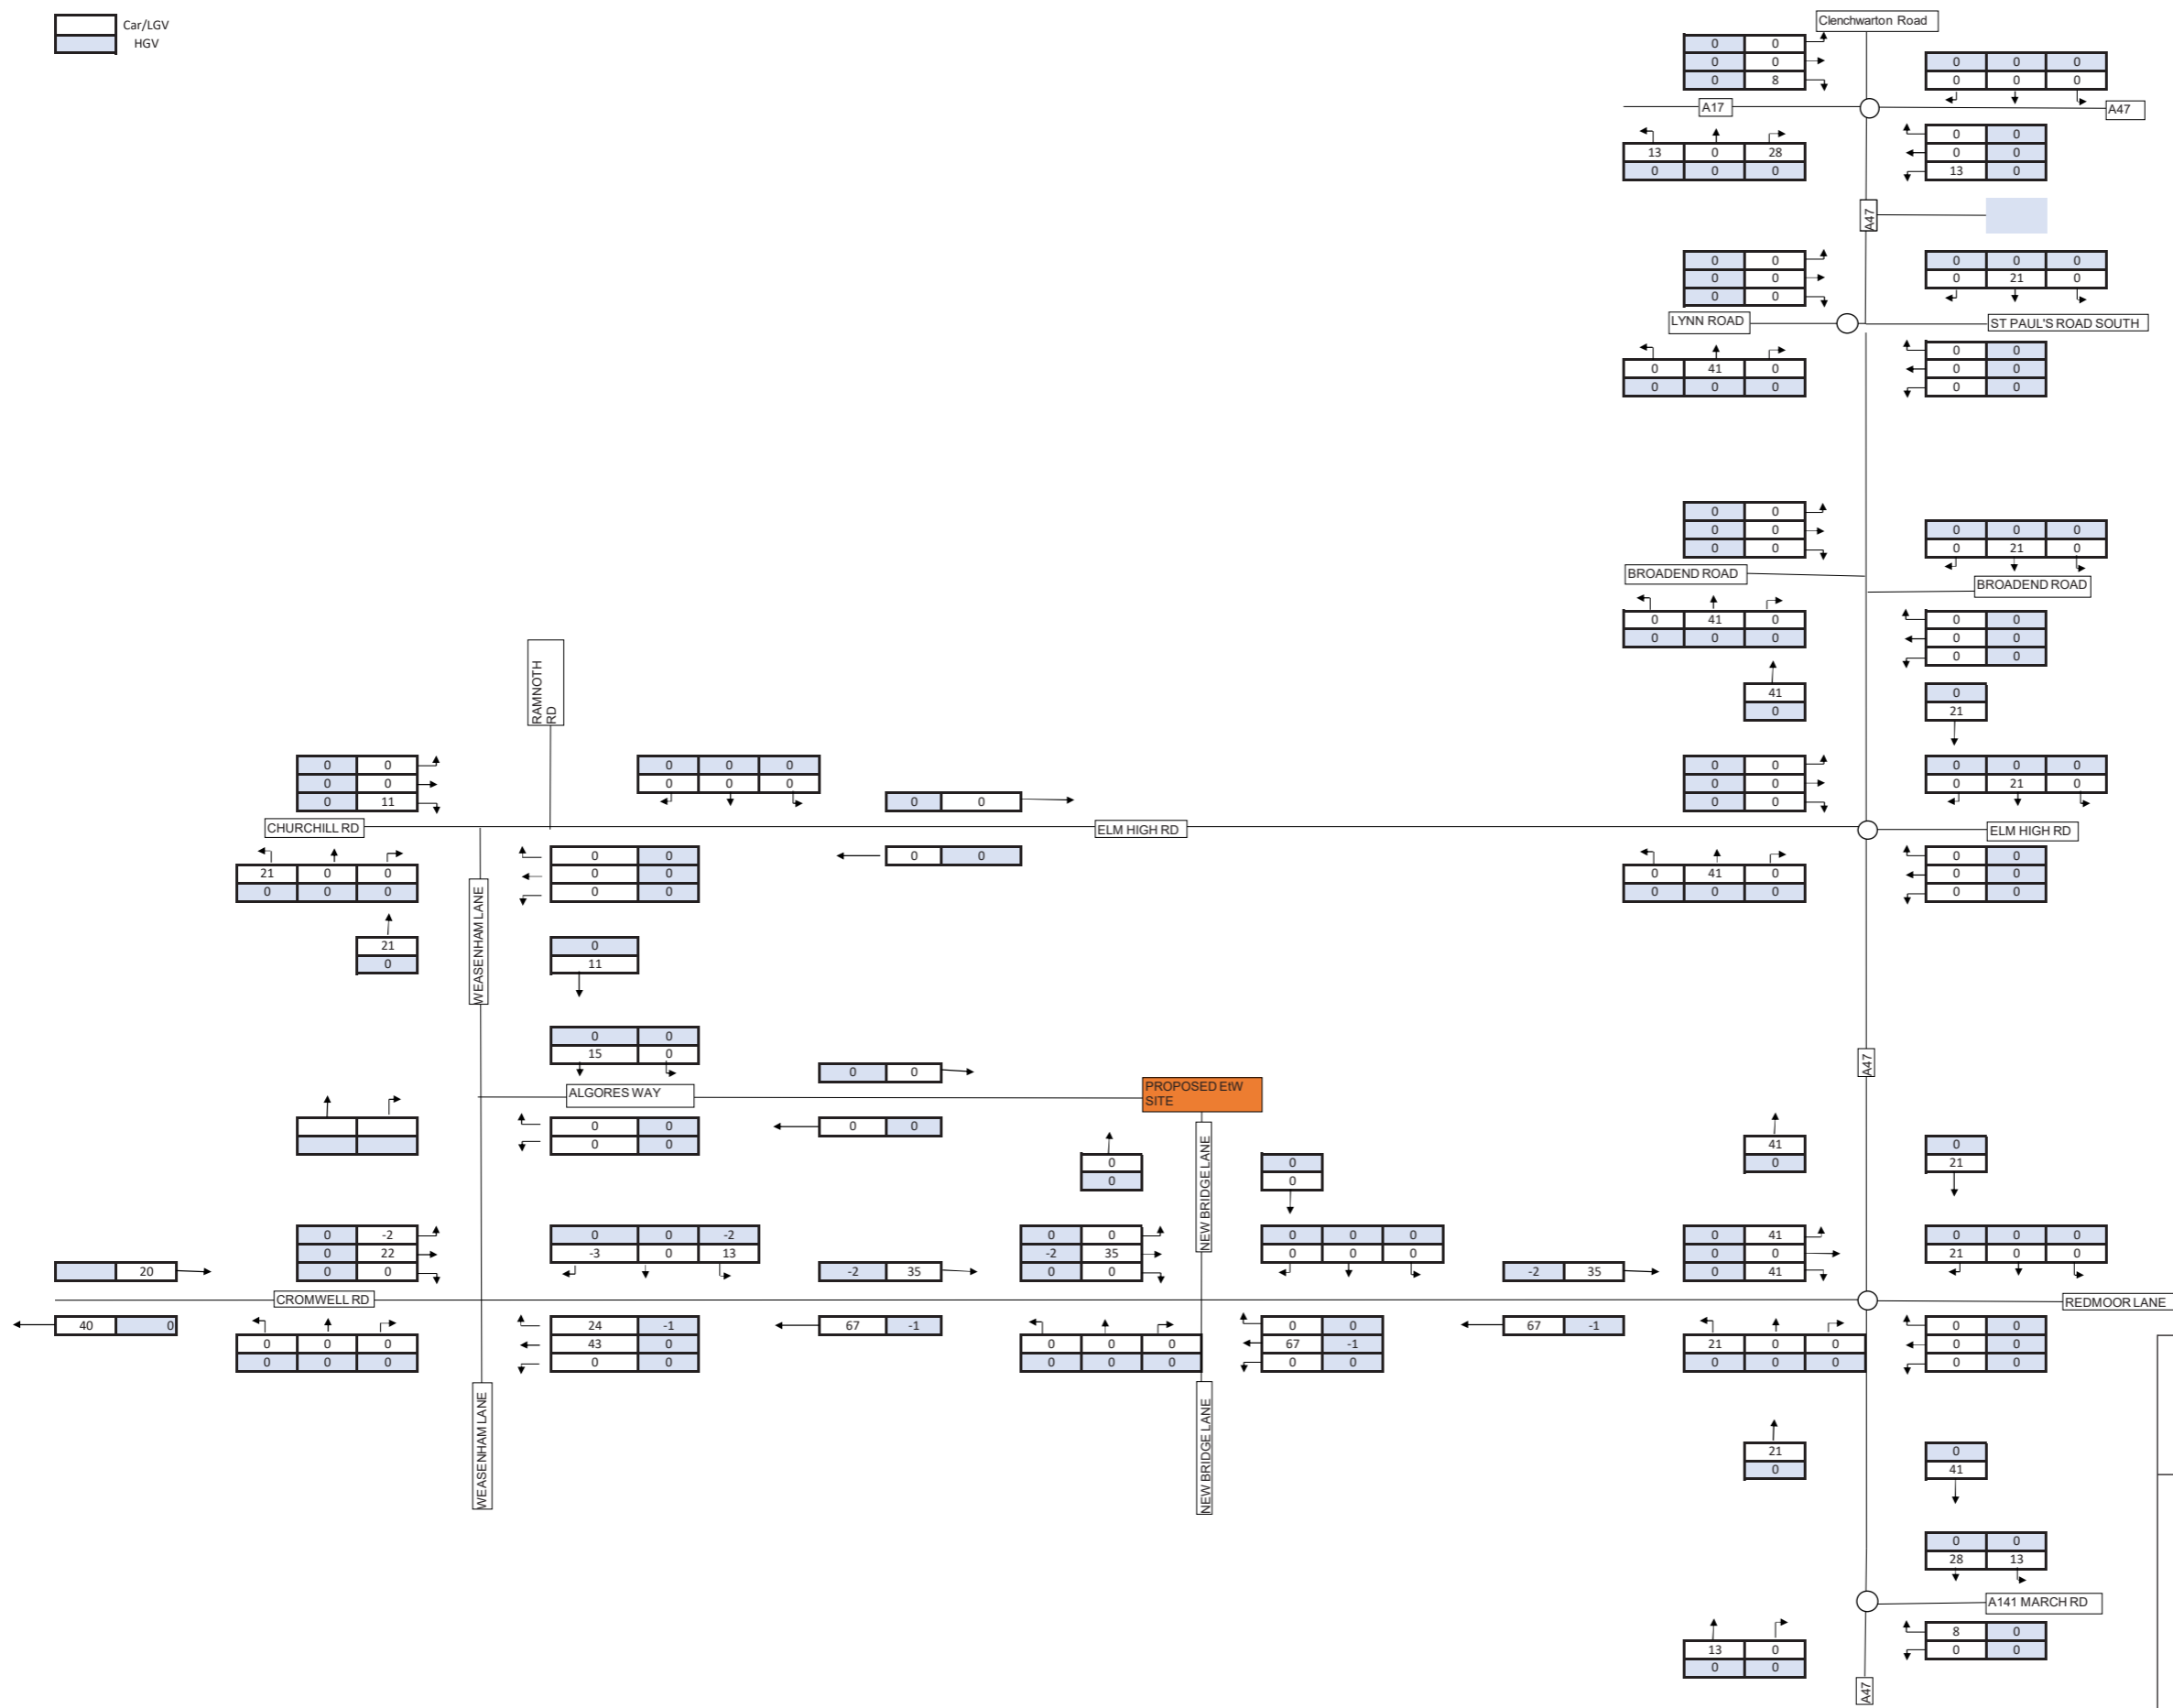 Clenchwarton Road
Car/LGV
HGV
0 0
0 0
0 8
0 0 0
0 0 0
A17
A47
13 0 28
0 0 0
0 0
0 0
13 0
A47
0 0
0 0
0 0
0 0 0
0 21 0
LYNN ROAD
ST PAUL'S ROAD SOUTH
0 41 0
0 0 0
0 0
0 0
0 0
0 0
0 0
0 0
0 0 0
0 21 0
BROADEND ROAD
BROADEND ROAD
0 41 0
0 0 0
0 0
0 0
0 0
RAMNOTH
RD
41
0
0
21
0 0
0 0
0 11
0 0 0
0 0 0
0 0
0 0
0 0
0 0
0 0 0
0 21 0
CHURCHILL RD
ELM HIGH RD
ELM HIGH RD
21 0 0
0 0 0
0 0
0 0
0 0
0 0
0 41 0
0 0 0
0 0
0 0
0 0
WEASENHAM LANE
21
0
0
11
0 0
15 0
0 0
A47
ALGORES WAY
PROPOSED EtW
SITE
0 0
0 0
0 0
NEW BRIDGE LANE
0
0
0
0
41
0
0
21
20
0 -2
0 22
0 0
0 0 -2
-3 0 13
-2 35
0 0
-2 35
0 0
0 0 0
0 0 0
-2 35
0 41
0 0
0 41
0 0 0
21 0 0
CROMWELL RD
REDMOOR LANE
40 0
0 0 0
0 0 0
24 -1
43 0
0 0
67 -1
0 0 0
0 0 0
0 0
67 -1
0 0
67 -1
21 0 0
0 0 0
0 0
0 0
0 0
WEASENHAM LANE
NEW BRIDGE LANE
21
0
0
41
0 0
28 13
A141 MARCH RD
13 0
0 0
8 0
0 0
A47